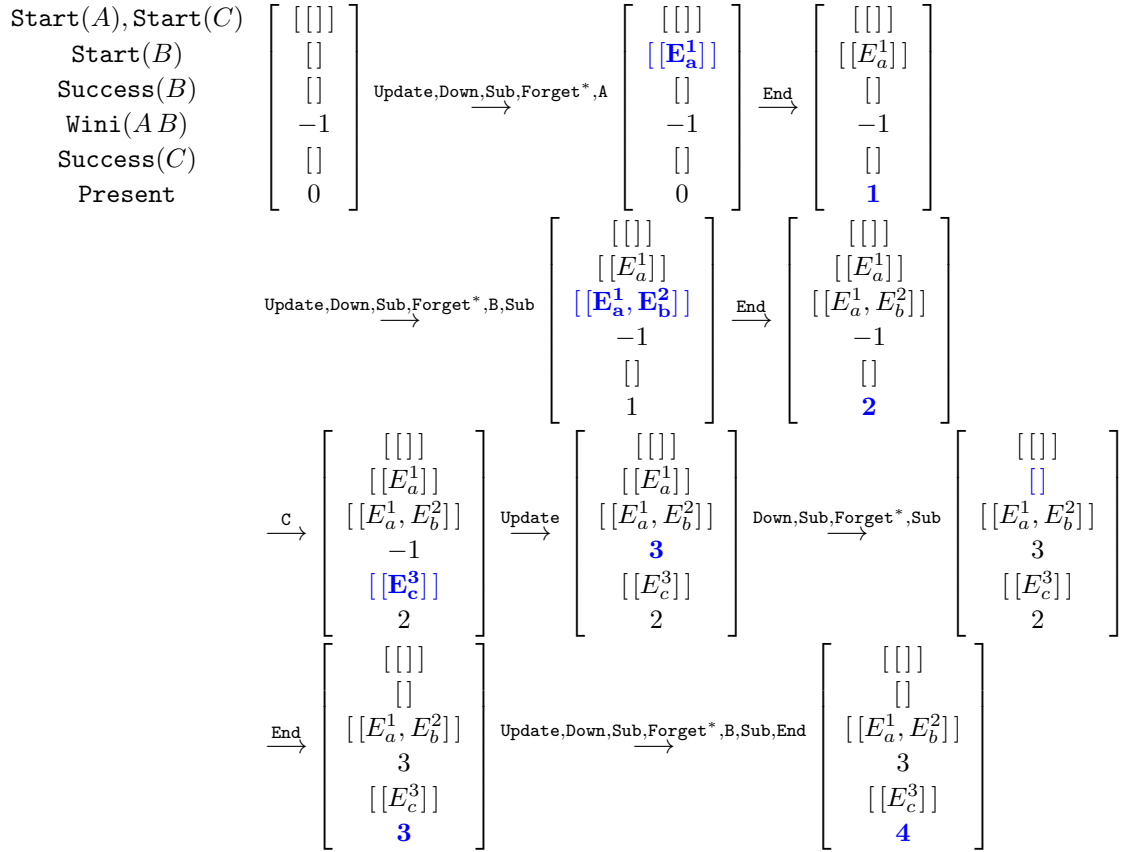 Start(A), Start(C) [ [ ] ] [ [ ] ] [ [ ] ]
Start(B) [ ] [ [E_a^1] ] [ [E_a^1] ]
Success(B) [ ] Update,Down,Sub,Forget*,A ⟶ [ ] End ⟶ [ ]
Wini(A B) −1 −1 −1
Success(C) [ ] [ ] [ ]
Present 0 0 1
[ [ ] ] [ [ ] ]
[ [E_a^1] ] [ [E_a^1] ]
Update,Down,Sub,Forget*,B,Sub ⟶ [ [E_a^1, E_b^2] ] End ⟶ [ [E_a^1, E_b^2] ]
−1 −1
[ ] [ ]
1 2
[ [ ] ] [ [ ] ] [ [ ] ]
[ [E_a^1] ] [ [E_a^1] ] [ ]
C ⟶ [ [E_a^1, E_b^2] ] Update ⟶ [ [E_a^1, E_b^2] ] Down,Sub,Forget*,Sub ⟶ [ [E_a^1, E_b^2] ]
−1 3 3
[ [E_c^3] ] [ [E_c^3] ] [ [E_c^3] ]
2 2 2
[ [ ] ] [ [ ] ]
[ ] [ ]
End ⟶ [ [E_a^1, E_b^2] ] Update,Down,Sub,Forget*,B,Sub,End ⟶ [ [E_a^1, E_b^2] ]
3 3
[ [E_c^3] ] [ [E_c^3] ]
3 4